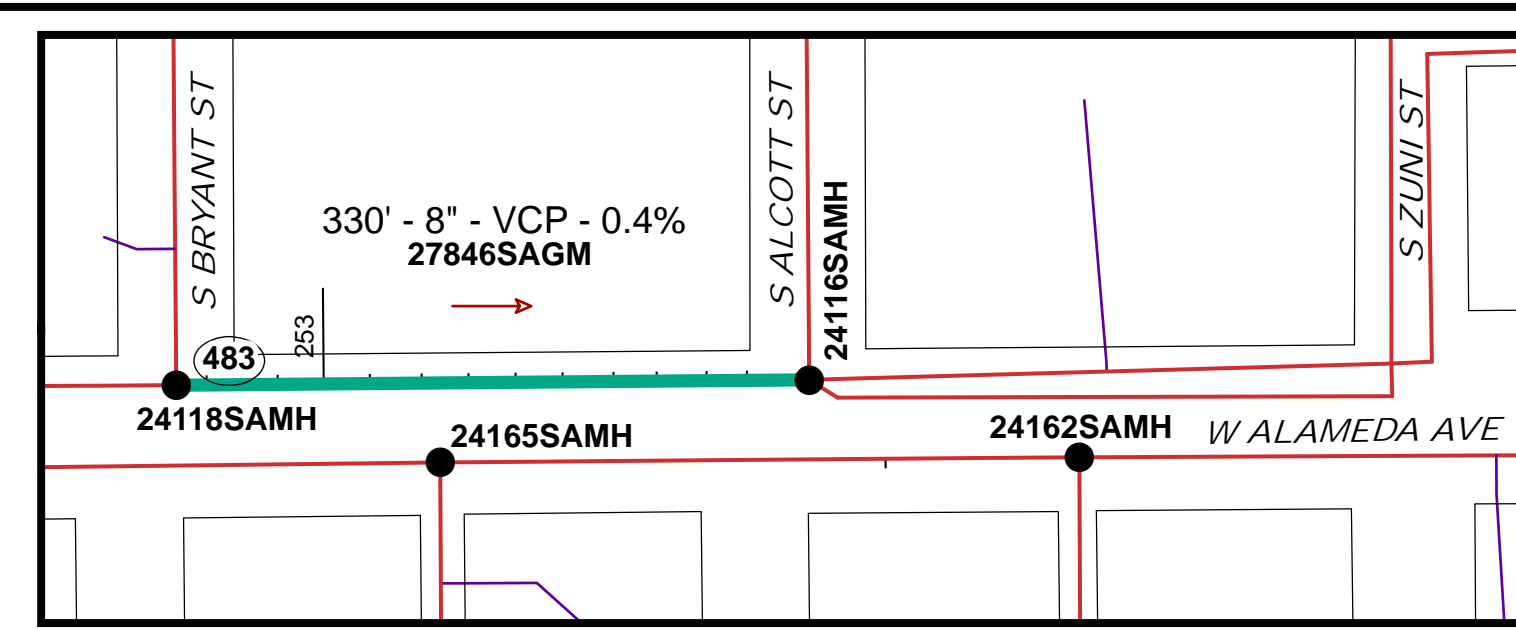 S BRYANT ST
S ALCOTT ST
S ZUNI ST
24116SAMH
330' - 8" - VCP - 0.4%
27846SAGM
253
483
24118SAMH
24165SAMH
24162SAMH
W ALAMEDA AVE